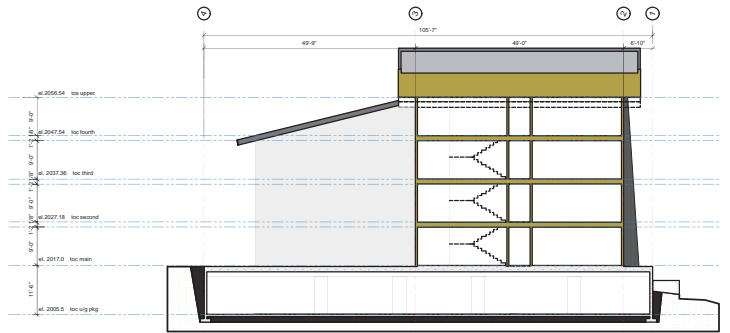 4
3
2
1
105'-7"
49'-9"
49'-0"
6'-10"
el.2056.54 toa upper
9'-0"
el.2047.54 toc fourth
9'-0"
el. 2037.36 toc third
9'-0"
el.2027.18 toc second
9'-0"
el. 2017.0 toc main
11'-6"
el. 2005.5 toc u/g pkg